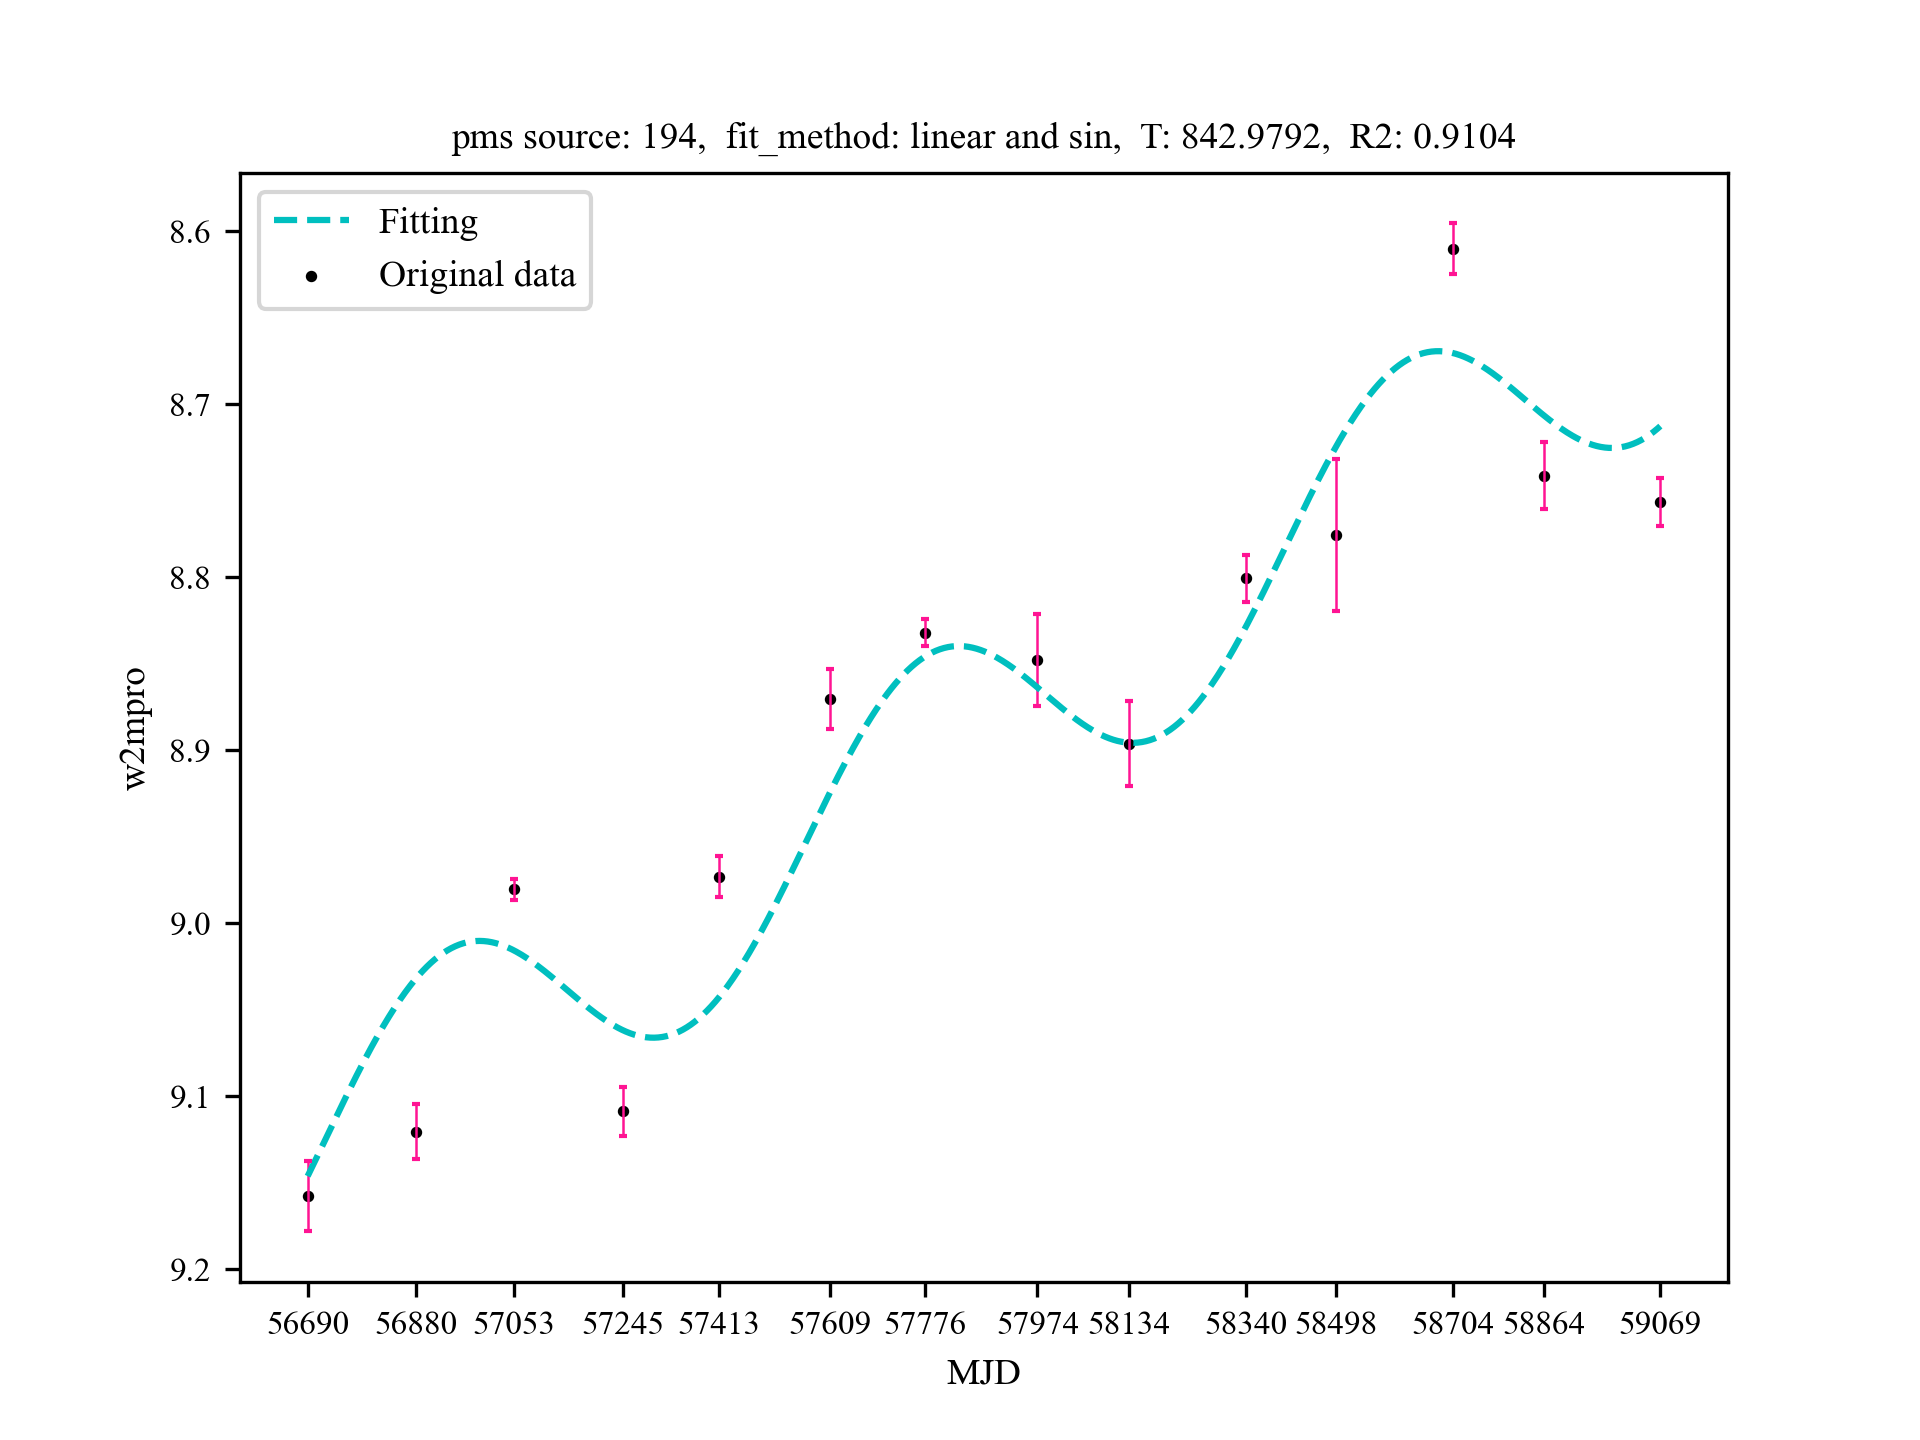 pms source: 194,  fit_method: linear and sin,  T: 842.9792,  R2: 0.9104
Fitting
Original data
8.6
8.7
8.8
8.9
9.0
9.1
9.2
w2mpro
56690 56880 57053 57245 57413 57609 57776 57974 58134 58340 58498 58704 58864 59069
MJD